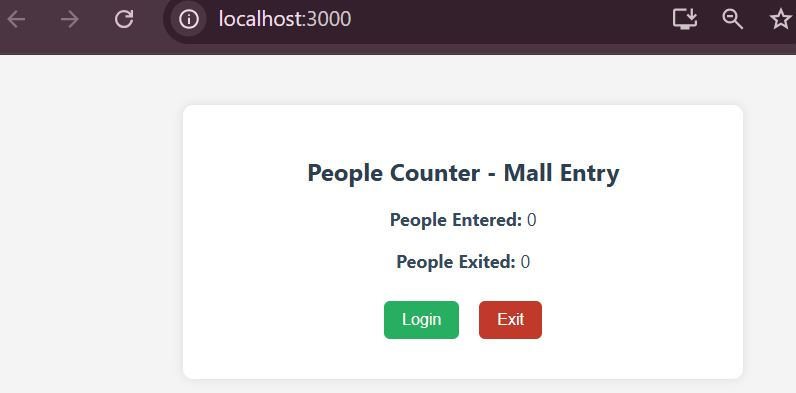 localhost:3000
People Counter - Mall Entry
People Entered: 0
People Exited: 0
Login Exit